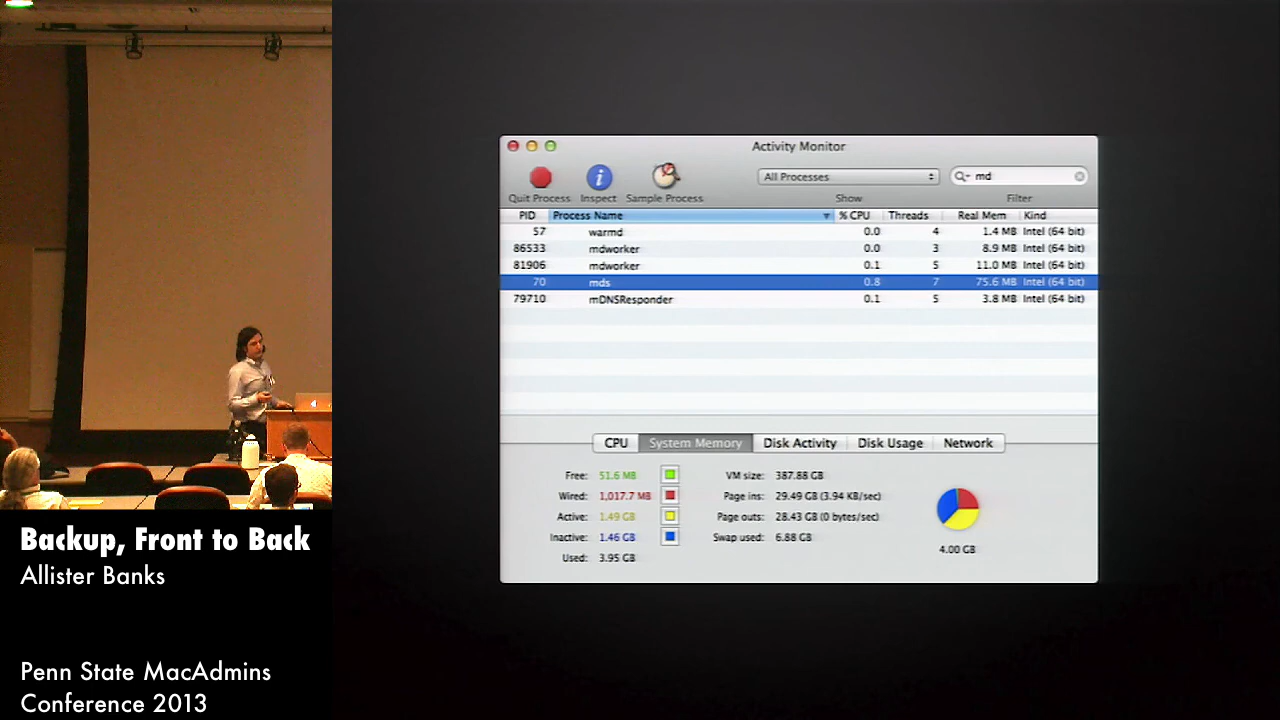 Activity Monitor
All Processes
md
Quit Process Inspect Sample Process Show Filter
PID Process Name % CPU Threads Real Mem Kind
57 warmd 0.0 4 1.4 MB Intel (64 bit)
86533 mdworker 0.0 3 8.9 MB Intel (64 bit)
81906 mdworker 0.1 5 11.0 MB Intel (64 bit)
70 mds 0.8 7 75.6 MB Intel (64 bit)
79710 mDNSResponder 0.1 5 3.8 MB Intel (64 bit)
CPU System Memory Disk Activity Disk Usage Network
Free: 51.6 MB VM size: 387.88 GB
Wired: 1,017.7 MB Page ins: 29.49 GB (3.94 KB/sec)
Active: 1.49 GB Page outs: 28.43 GB (0 bytes/sec)
Inactive: 1.46 GB Swap used: 6.88 GB
Used: 3.95 GB
4.00 GB
Backup, Front to Back
Allister Banks
Penn State MacAdmins
Conference 2013